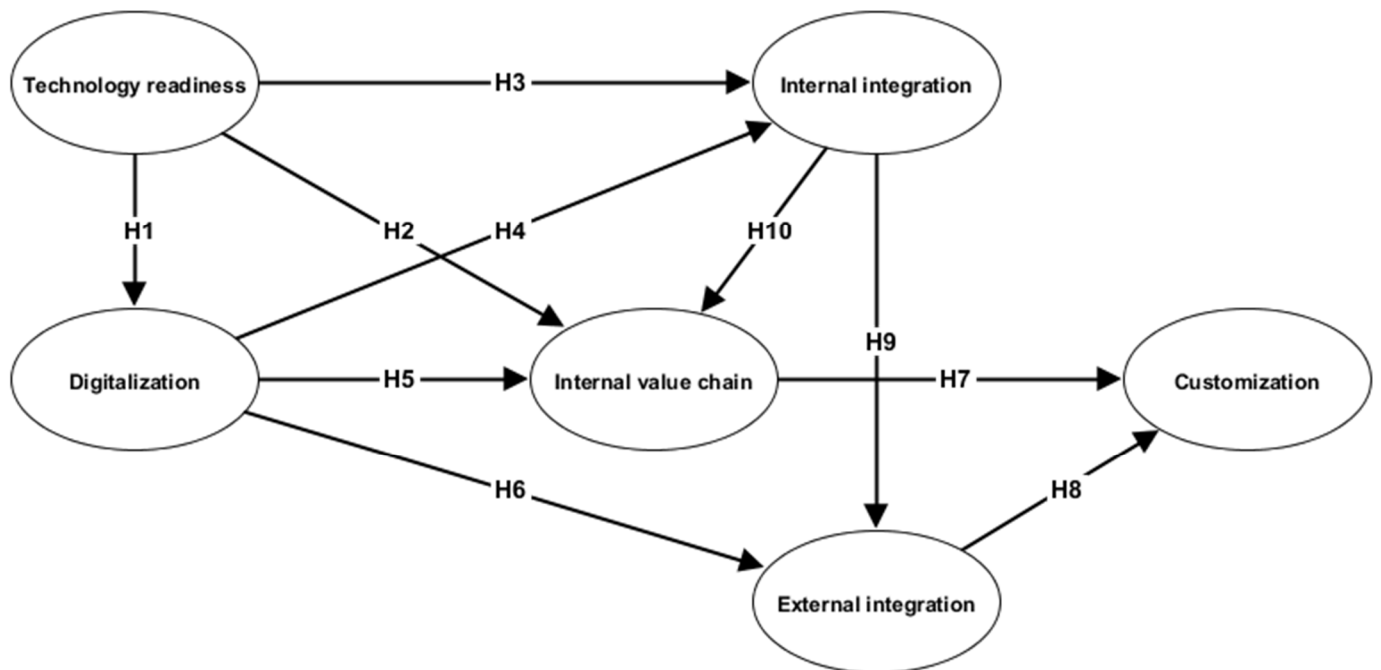 Technology readiness
H3
Internal integration
H1
H2
H4
H10
H9
Digitalization
H5
Internal value chain
H7
Customization
H6
H8
External integration